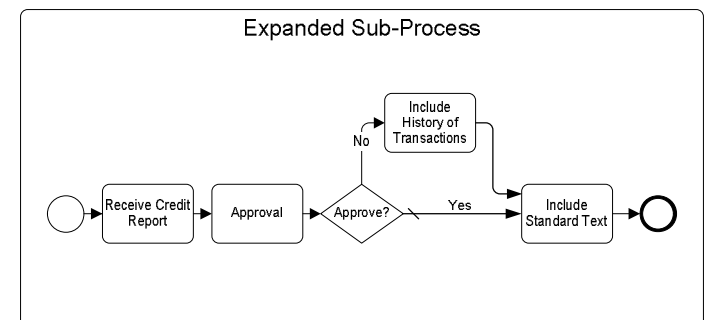 Expanded Sub-Process
Include
History of
Transactions
No
Receive Credit
Report
Approval
Approve?
Yes
Include
Standard Text